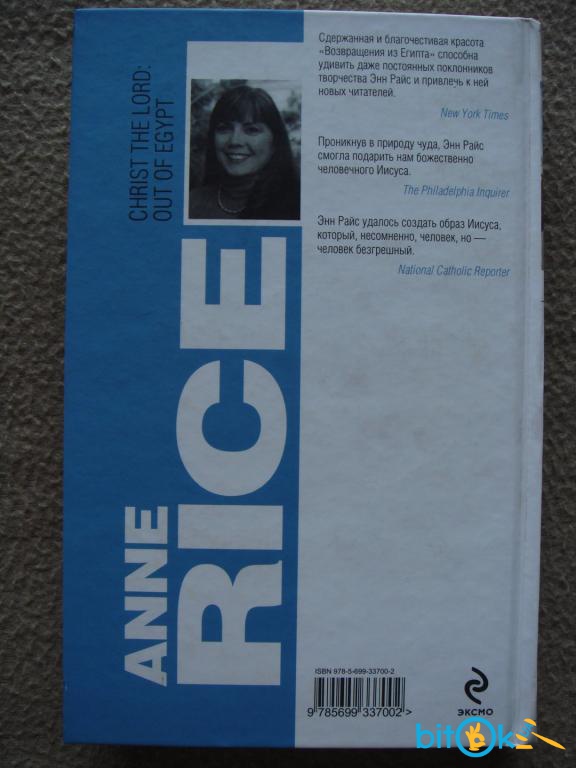 CHRIST THE LORD:
OUT OF EGYPT
ANNE
RICE
Сдержанная и благочестивая красота
«Возвращения из Египта» способна
удивить даже постоянных поклонников
творчества Энн Райс и привлечь к ней
новых читателей.
New York Times
Проникнув в природу чуда, Энн Райс
смогла подарить нам божественно
человечного Иисуса.
The Philadelphia Inquirer
Энн Райс удалось создать образ Иисуса,
который, несомненно, человек, но —
человек безгрешный.
National Catholic Reporter
ISBN 978-5-699-33700-2
9 785699 337002 >
ЭКСМО
bitOk